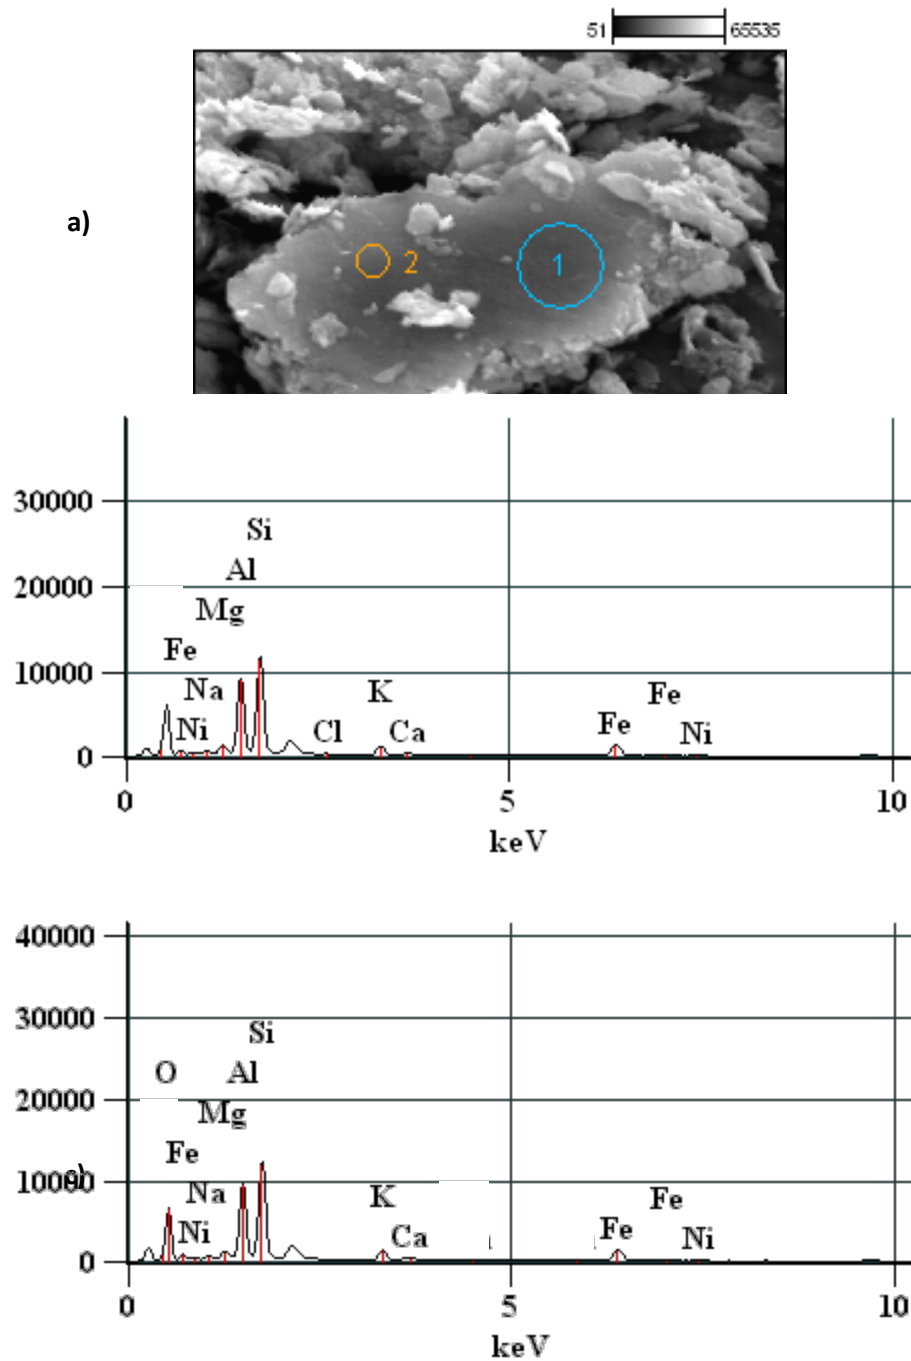 51 65535
a)
2 1
30000
Si
Al
20000
Mg
Fe
10000
Na K Fe
Ni Cl Ca Fe Ni
0
0 5 10
keV
40000
30000
Si
O Al
20000
Mg
Fe
10000
Na K Fe
Ni Ca Fe Ni
0
0 5 10
keV